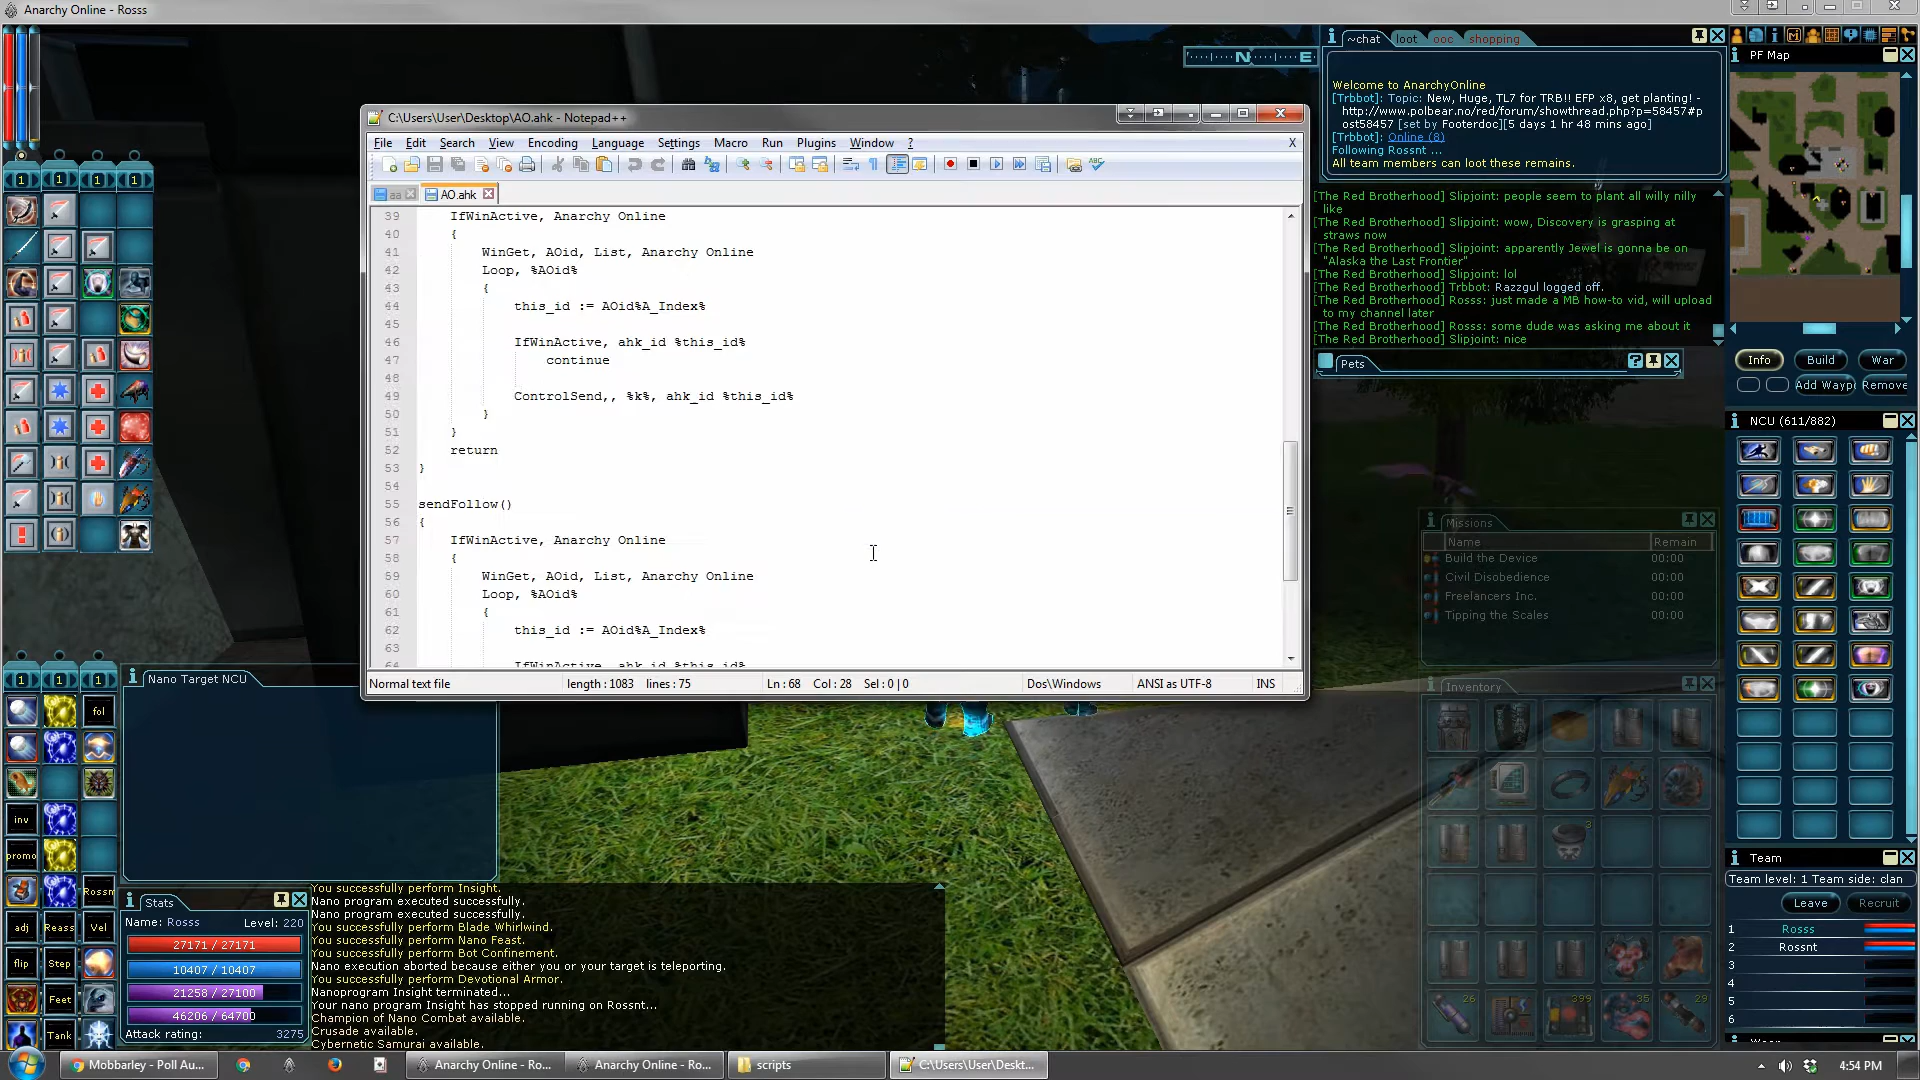 Anarchy Online - Rosss
C:\Users\User\Desktop\AO.ahk - Notepad++
File Edit Search View Encoding Language Settings Macro Run Plugins Window ? X
aa AO.ahk
39 IfWinActive, Anarchy Online
40 {
41 WinGet, AOid, List, Anarchy Online
42 Loop, %AOid%
43 {
44 this_id := AOid%A_Index%
45
46 IfWinActive, ahk_id %this_id%
47 continue
48
49 ControlSend,, %k%, ahk_id %this_id%
50 }
51 }
52 return
53 }
54
55 sendFollow()
56 {
57 IfWinActive, Anarchy Online
58 {
59 WinGet, AOid, List, Anarchy Online
60 Loop, %AOid%
61 {
62 this_id := AOid%A_Index%
63
64 IfWinActive, ahk_id %this_id%
Normal text file length : 1083 lines : 75 Ln : 68 Col : 28 Sel : 0 | 0 Dos\Windows ANSI as UTF-8 INS
N E
~chat loot ooc shopping
Welcome to AnarchyOnline
[Trbbot]: Topic: New, Huge, TL7 for TRB!! EFP x8, get planting! -
http://www.polbear.no/red/forum/showthread.php?p=58457#p
ost58457 [set by Footerdoc][5 days 1 hr 48 mins ago]
[Trbbot]: Online (8)
Following Rossnt ...
All team members can loot these remains.
[The Red Brotherhood] Slipjoint: people seem to plant all willy nilly
like
[The Red Brotherhood] Slipjoint: wow, Discovery is grasping at
straws now
[The Red Brotherhood] Slipjoint: apparently Jewel is gonna be on
"Alaska the Last Frontier"
[The Red Brotherhood] Slipjoint: lol
[The Red Brotherhood] Trbbot: Razzgul logged off.
[The Red Brotherhood] Rosss: just made a MB how-to vid, will upload
to my channel later
[The Red Brotherhood] Rosss: some dude was asking me about it
[The Red Brotherhood] Slipjoint: nice
Pets
PF Map
Info Build War
Add Wayp Remove
NCU (611/882)
Missions
Name Remain
Build the Device 00:00
Civil Disobedience 00:00
Freelancers Inc. 00:00
Tipping the Scales 00:00
Inventory
3
26 399 35 29
Team
Team level: 1 Team side: clan
Leave Recruit
1 Rosss
2 Rossnt
3
4
5
6
1 1 1 1
1 1 1
fol
inv
promo
Rossn
adj Reass Vel
flip Step
Feet
Tank
Nano Target NCU
Stats
Name: Rosss Level: 220
27171 / 27171
10407 / 10407
21258 / 27100
46206 / 64700
Attack rating: 3275
You successfully perform Insight.
Nano program executed successfully.
Nano program executed successfully.
You successfully perform Blade Whirlwind.
You successfully perform Nano Feast.
You successfully perform Bot Confinement.
Nano execution aborted because either you or your target is teleporting.
You successfully perform Devotional Armor.
Nanoprogram Insight terminated...
Your nano program Insight has stopped running on Rossnt...
Champion of Nano Combat available.
Crusade available.
Cybernetic Samurai available.
Mobbarley - Poll Au... Anarchy Online - Ro... Anarchy Online - Ro... scripts C:\Users\User\Deskt... 4:54 PM